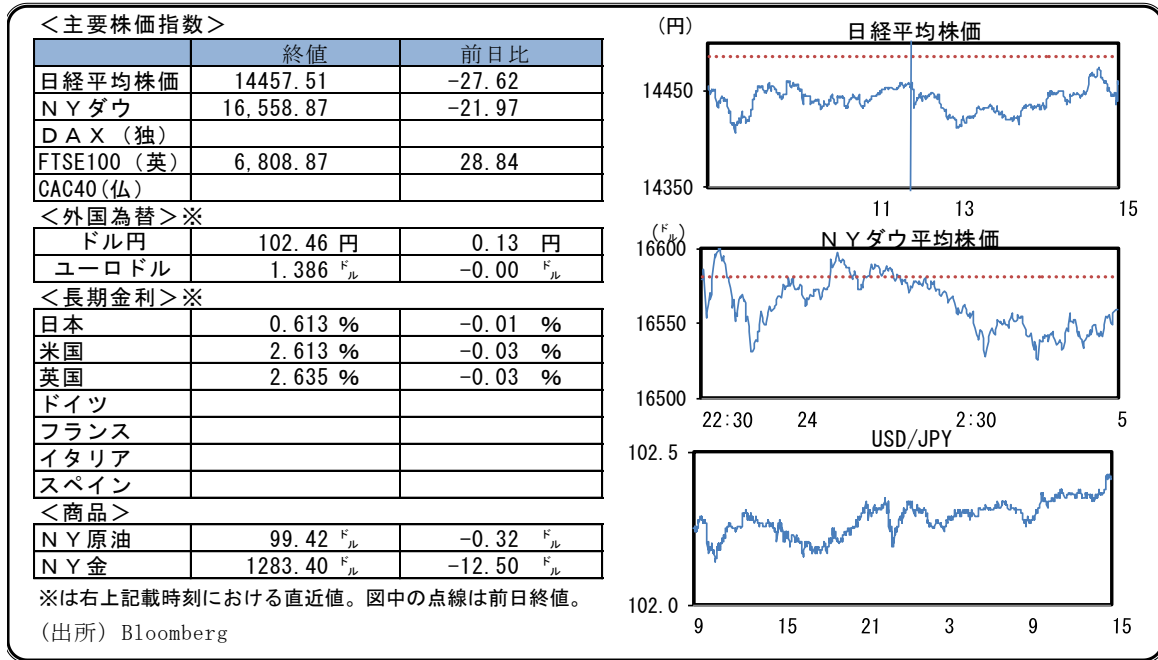 ＜主要株価指数＞
終値 前日比
日経平均株価 14457.51 -27.62
ＮＹダウ 16,558.87 -21.97
ＤＡＸ（独）
FTSE100（英） 6,808.87 28.84
CAC40(仏)
＜外国為替＞※
ドル円 102.46 円 0.13 円
ユーロドル 1.386 ㌦ -0.00 ㌦
＜長期金利＞※
日本 0.613 % -0.01 %
米国 2.613 % -0.03 %
英国 2.635 % -0.03 %
ドイツ
フランス
イタリア
スペイン
＜商品＞
ＮＹ原油 99.42 ㌦ -0.32 ㌦
ＮＹ金 1283.40 ㌦ -12.50 ㌦
※は右上記載時刻における直近値。図中の点線は前日終値。
(出所) Bloomberg
(円) 日経平均株価
14450
14350
11 13 15
(㌦) ＮＹダウ平均株価
16600
16550
16500
22:30 24 2:30 5
USD/JPY
102.5
102.0
9 15 21 3 9 15